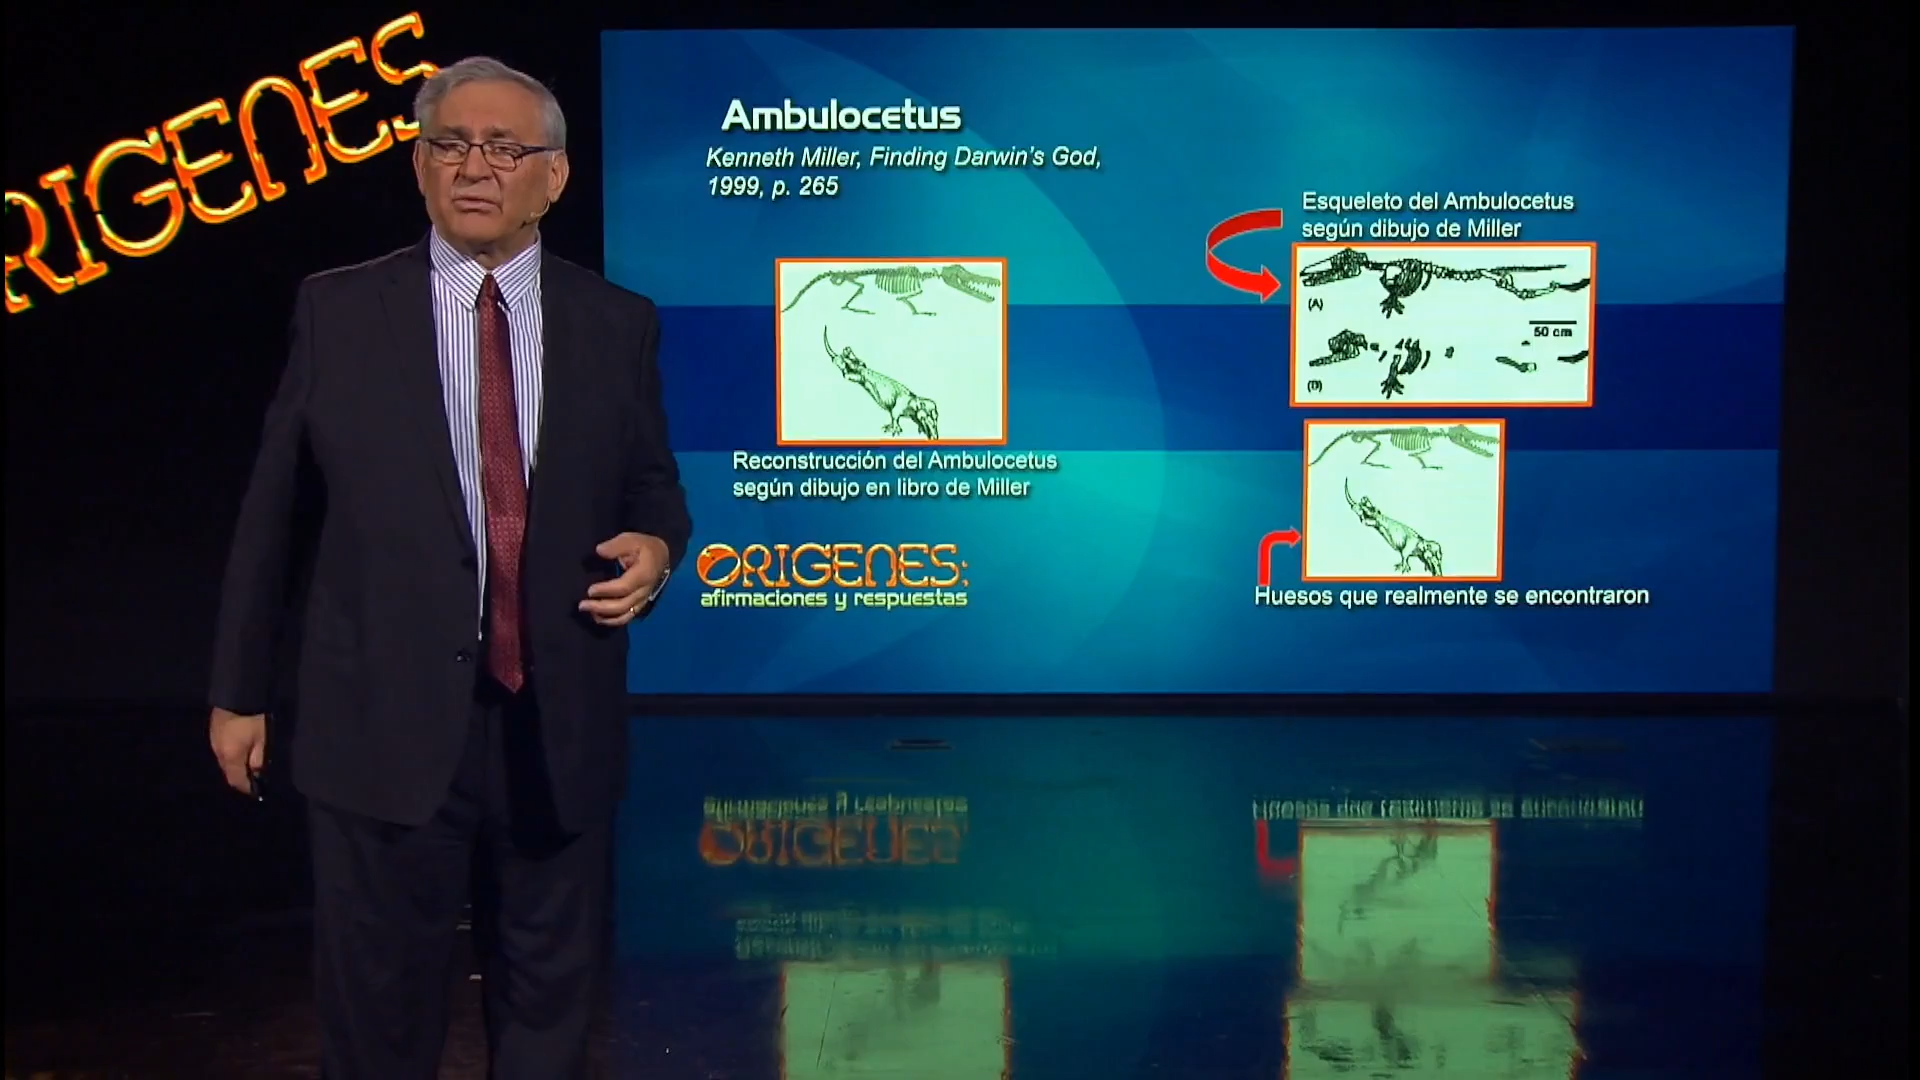 RIGENES
Ambulocetus
Kenneth Miller, Finding Darwin's God,
1999, p. 265
Esqueleto del Ambulocetus
según dibujo de Miller
(A)
50 cm
Reconstrucción del Ambulocetus
según dibujo en libro de Miller
ORIGENES:
afirmaciones y respuestas
Huesos que realmente se encontraron